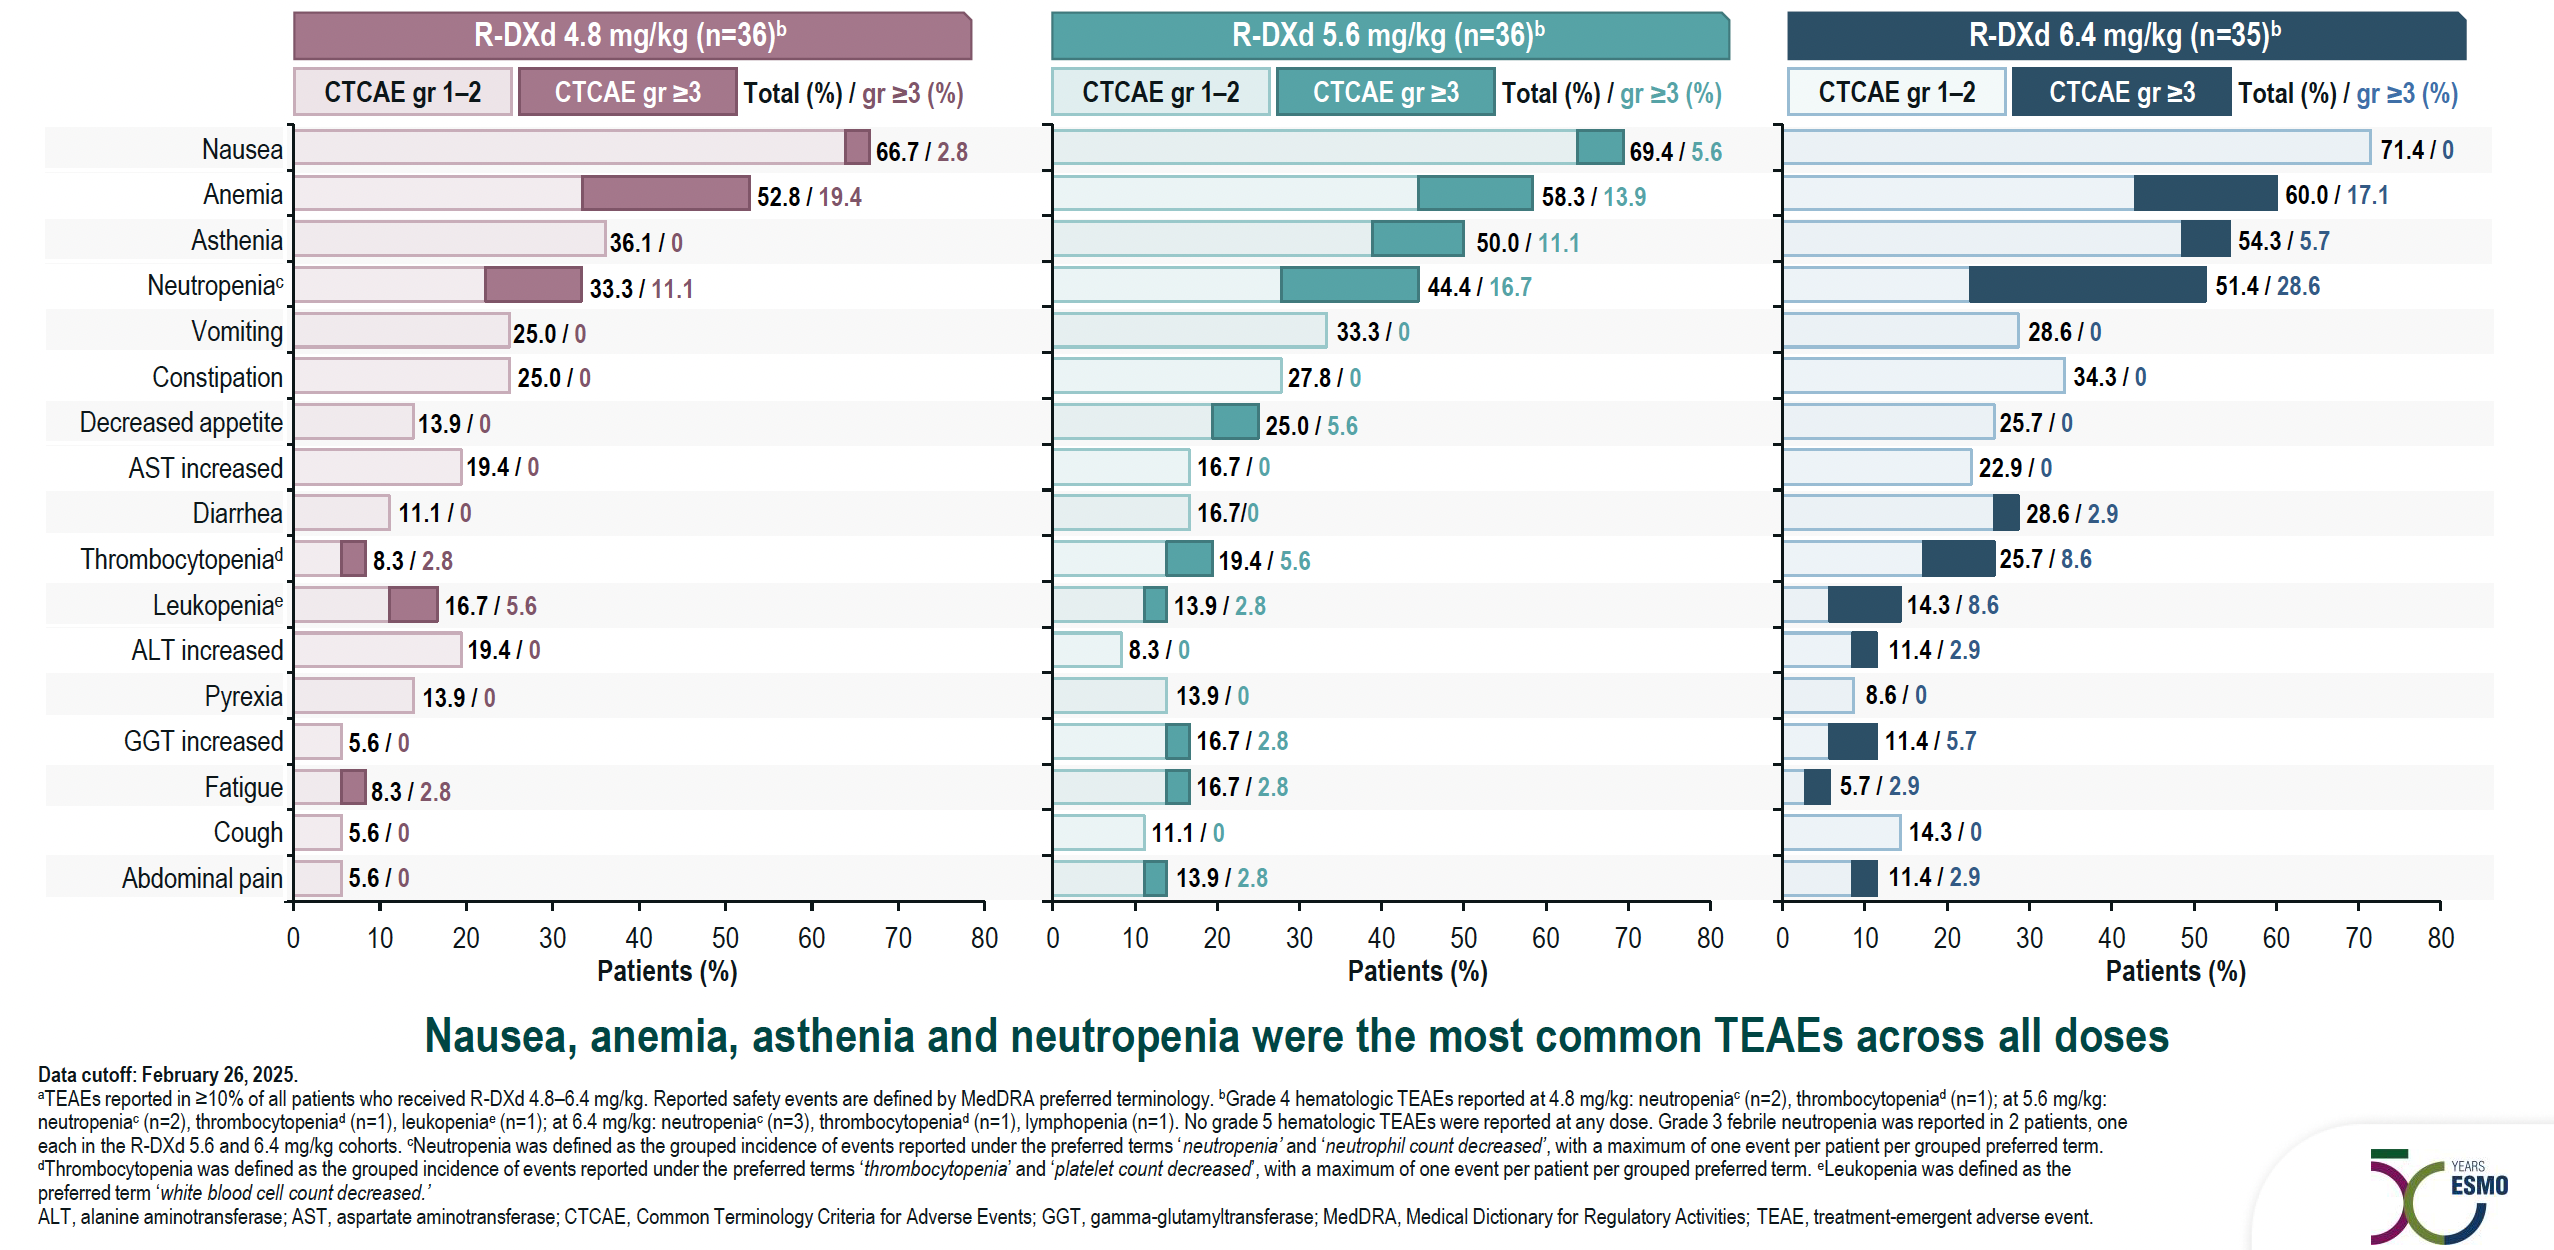 R-DXd 4.8 mg/kg (n=36)ᵇ
R-DXd 5.6 mg/kg (n=36)ᵇ
R-DXd 6.4 mg/kg (n=35)ᵇ
CTCAE gr 1–2 CTCAE gr ≥3 Total (%) / gr ≥3 (%)
CTCAE gr 1–2 CTCAE gr ≥3 Total (%) / gr ≥3 (%)
CTCAE gr 1–2 CTCAE gr ≥3 Total (%) / gr ≥3 (%)
Nausea 66.7 / 2.8 69.4 / 5.6 71.4 / 0
Anemia 52.8 / 19.4 58.3 / 13.9 60.0 / 17.1
Asthenia 36.1 / 0 50.0 / 11.1 54.3 / 5.7
Neutropeniaᶜ 33.3 / 11.1 44.4 / 16.7 51.4 / 28.6
Vomiting 25.0 / 0 33.3 / 0 28.6 / 0
Constipation 25.0 / 0 27.8 / 0 34.3 / 0
Decreased appetite 13.9 / 0 25.0 / 5.6 25.7 / 0
AST increased 19.4 / 0 16.7 / 0 22.9 / 0
Diarrhea 11.1 / 0 16.7/0 28.6 / 2.9
Thrombocytopeniaᵈ 8.3 / 2.8 19.4 / 5.6 25.7 / 8.6
Leukopeniaᵉ 16.7 / 5.6 13.9 / 2.8 14.3 / 8.6
ALT increased 19.4 / 0 8.3 / 0 11.4 / 2.9
Pyrexia 13.9 / 0 13.9 / 0 8.6 / 0
GGT increased 5.6 / 0 16.7 / 2.8 11.4 / 5.7
Fatigue 8.3 / 2.8 16.7 / 2.8 5.7 / 2.9
Cough 5.6 / 0 11.1 / 0 14.3 / 0
Abdominal pain 5.6 / 0 13.9 / 2.8 11.4 / 2.9
0 10 20 30 40 50 60 70 80
0 10 20 30 40 50 60 70 80
0 10 20 30 40 50 60 70 80
Patients (%)
Patients (%)
Patients (%)
Nausea, anemia, asthenia and neutropenia were the most common TEAEs across all doses
Data cutoff: February 26, 2025.
ᵃTEAEs reported in ≥10% of all patients who received R-DXd 4.8–6.4 mg/kg. Reported safety events are defined by MedDRA preferred terminology. ᵇGrade 4 hematologic TEAEs reported at 4.8 mg/kg: neutropeniaᶜ (n=2), thrombocytopeniaᵈ (n=1); at 5.6 mg/kg:
neutropeniaᶜ (n=2), thrombocytopeniaᵈ (n=1), leukopeniaᵉ (n=1); at 6.4 mg/kg: neutropeniaᶜ (n=3), thrombocytopeniaᵈ (n=1), lymphopenia (n=1). No grade 5 hematologic TEAEs were reported at any dose. Grade 3 febrile neutropenia was reported in 2 patients, one
each in the R-DXd 5.6 and 6.4 mg/kg cohorts. ᶜNeutropenia was defined as the grouped incidence of events reported under the preferred terms ‘neutropenia’ and ‘neutrophil count decreased’, with a maximum of one event per patient per grouped preferred term.
ᵈThrombocytopenia was defined as the grouped incidence of events reported under the preferred terms ‘thrombocytopenia’ and ‘platelet count decreased’, with a maximum of one event per patient per grouped preferred term. ᵉLeukopenia was defined as the
preferred term ‘white blood cell count decreased.’
ALT, alanine aminotransferase; AST, aspartate aminotransferase; CTCAE, Common Terminology Criteria for Adverse Events; GGT, gamma-glutamyltransferase; MedDRA, Medical Dictionary for Regulatory Activities; TEAE, treatment-emergent adverse event.
50
YEARS
ESMO